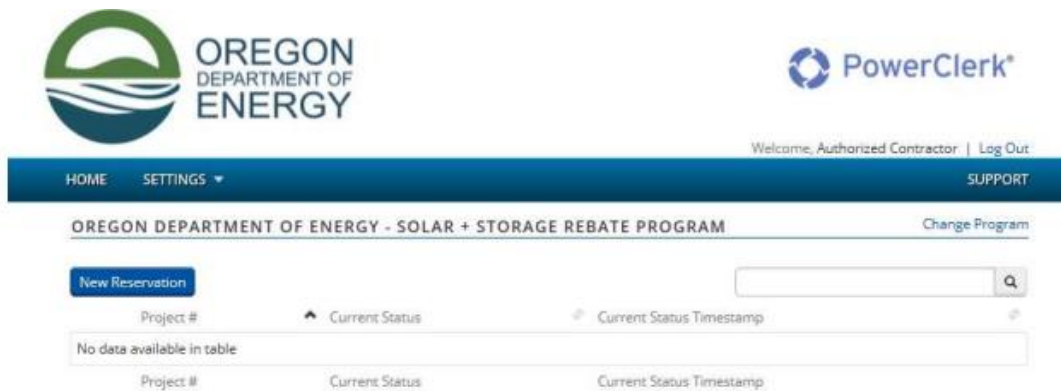 OREGON
DEPARTMENT OF
ENERGY
PowerClerk®
Welcome, Authorized Contractor | Log Out
HOME SETTINGS SUPPORT
OREGON DEPARTMENT OF ENERGY - SOLAR + STORAGE REBATE PROGRAM Change Program
New Reservation
Project # Current Status Current Status Timestamp
No data available in table
Project # Current Status Current Status Timestamp